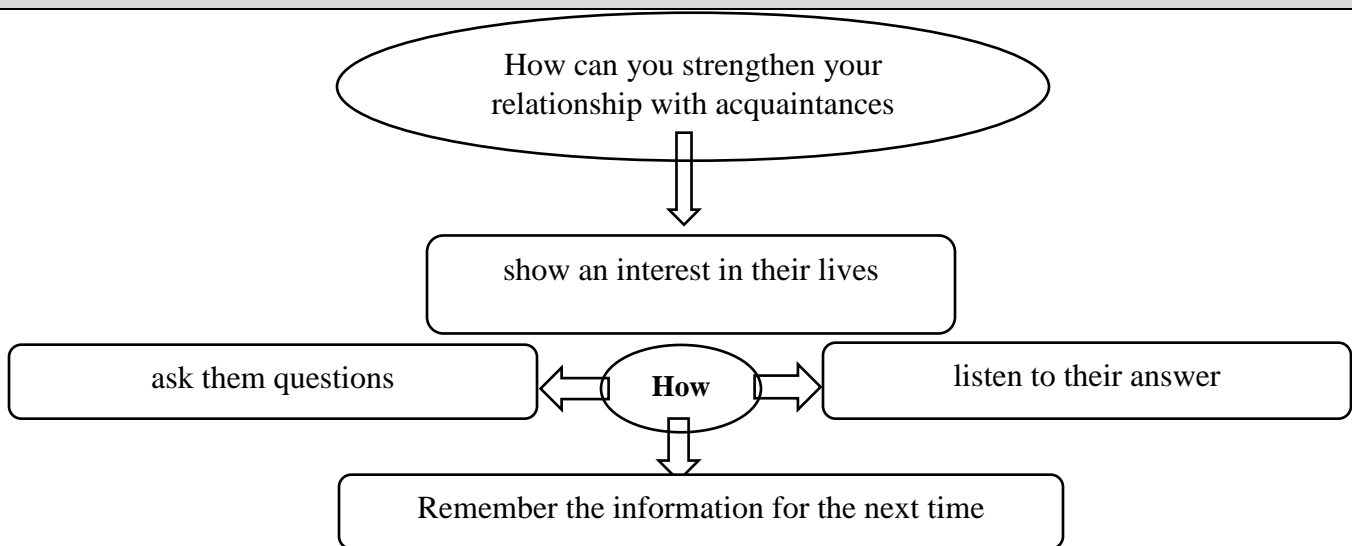 How can you strengthen your
relationship with acquaintances
show an interest in their lives
ask them questions
How
listen to their answer
Remember the information for the next time